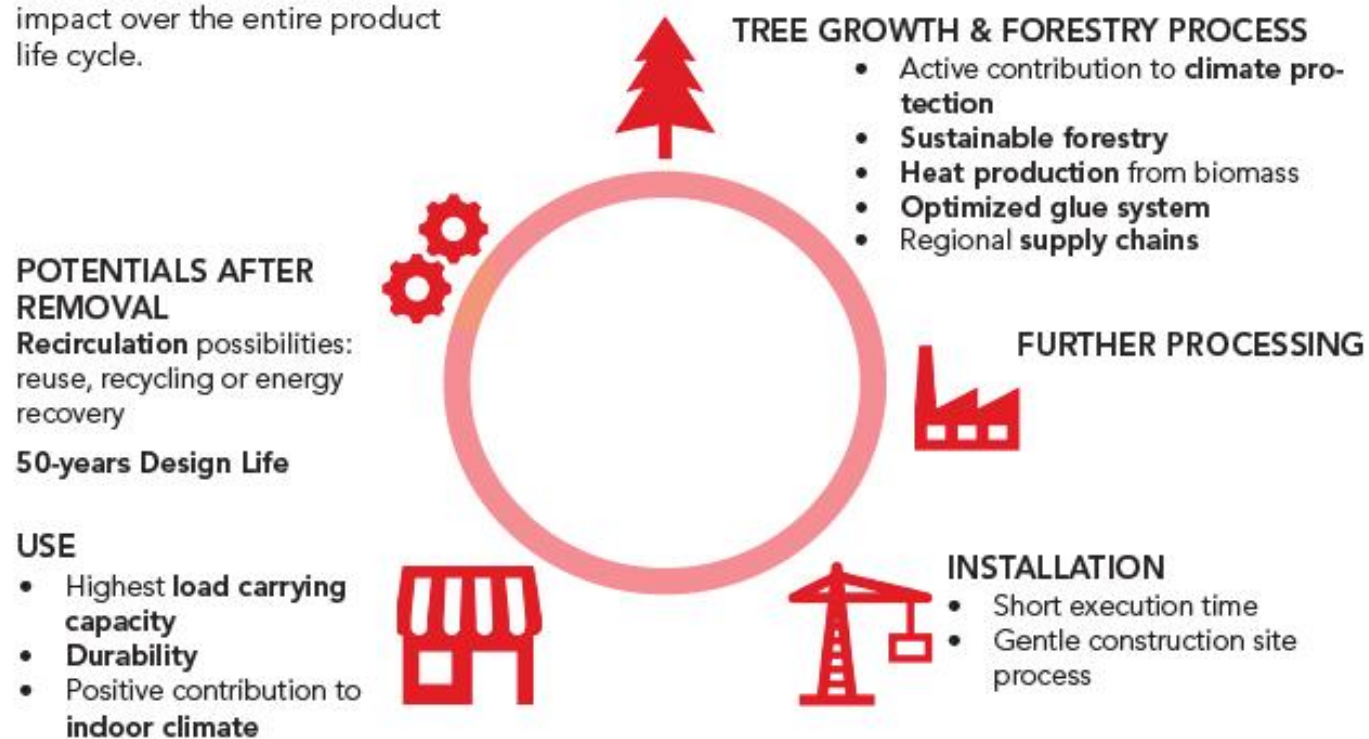 impact over the entire product
life cycle.
TREE GROWTH & FORESTRY PROCESS
• Active contribution to climate pro-
tection
• Sustainable forestry
• Heat production from biomass
• Optimized glue system
• Regional supply chains
FURTHER PROCESSING
INSTALLATION
• Short execution time
• Gentle construction site
process
USE
• Highest load carrying
capacity
• Durability
• Positive contribution to
indoor climate
POTENTIALS AFTER
REMOVAL
Recirculation possibilities:
reuse, recycling or energy
recovery
50-years Design Life